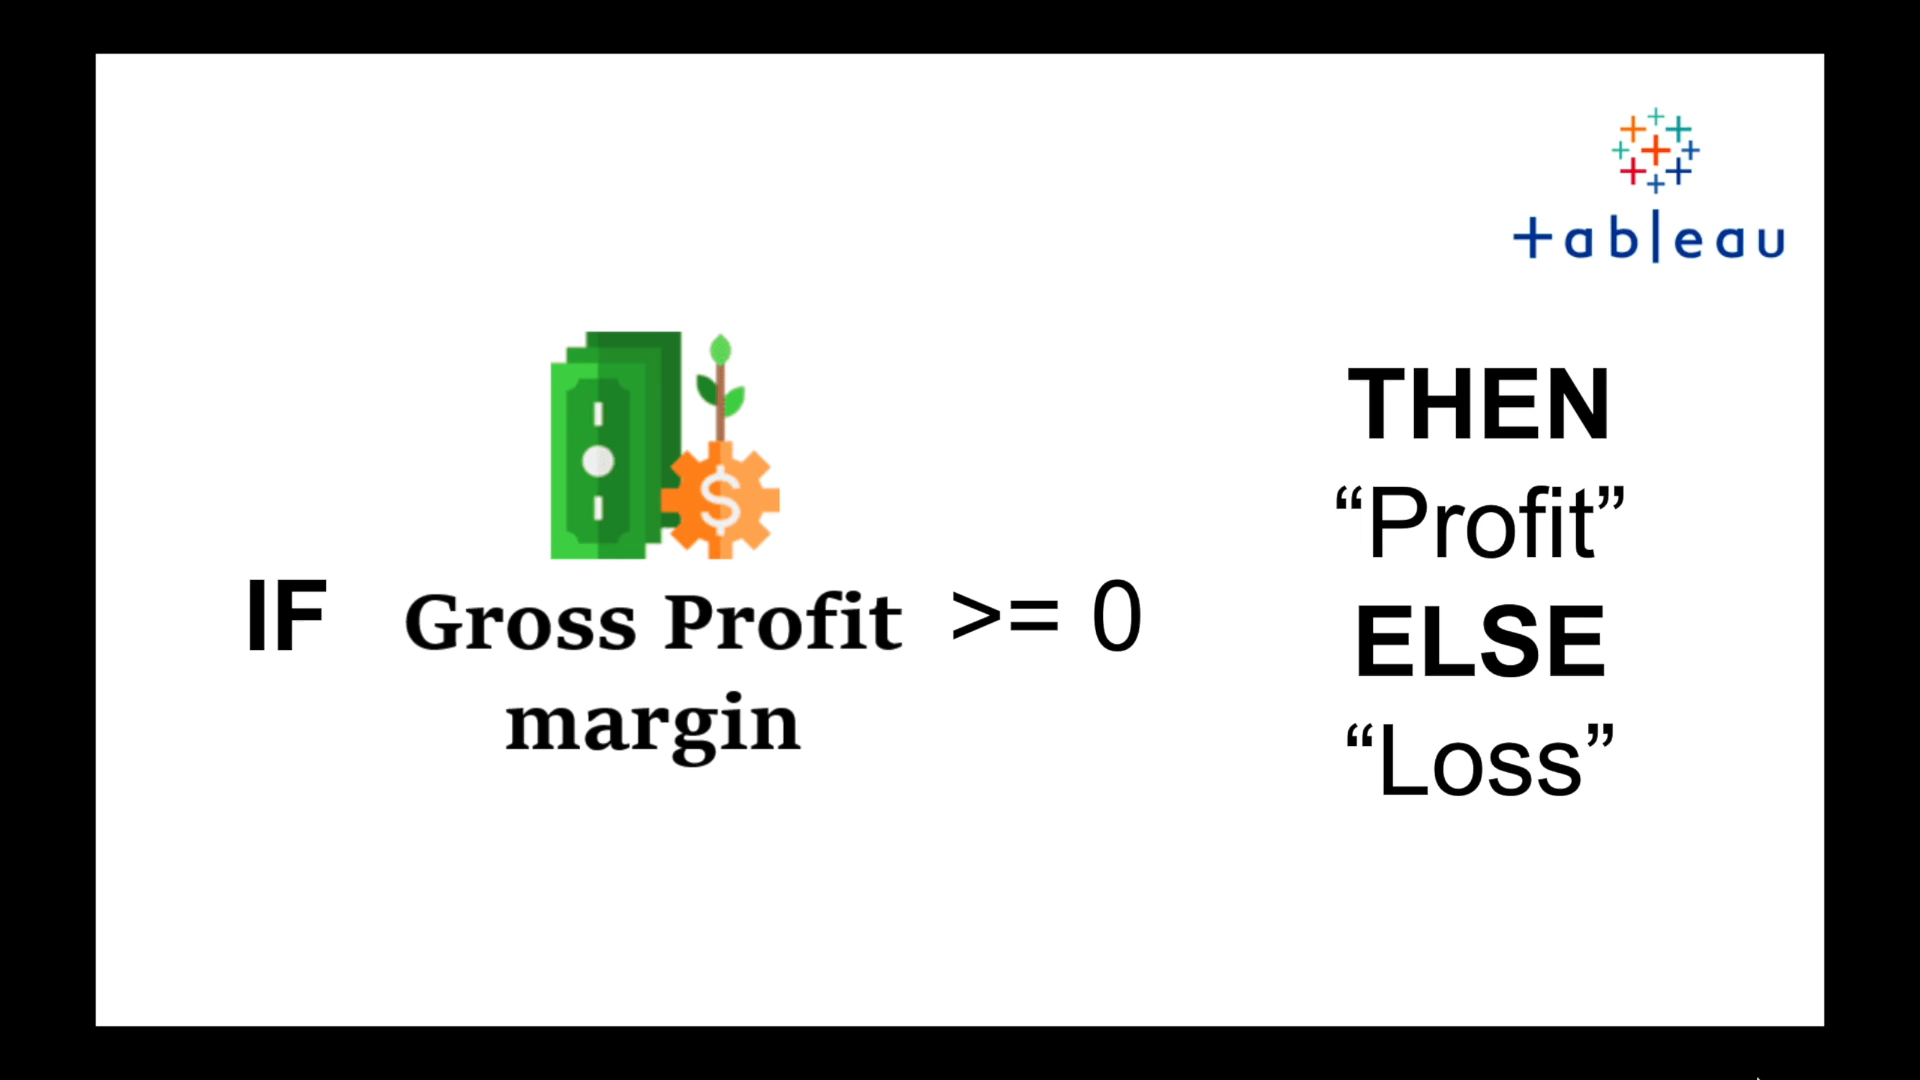 tableau
IF Gross Profit >= 0
margin
THEN
“Profit”
ELSE
“Loss”